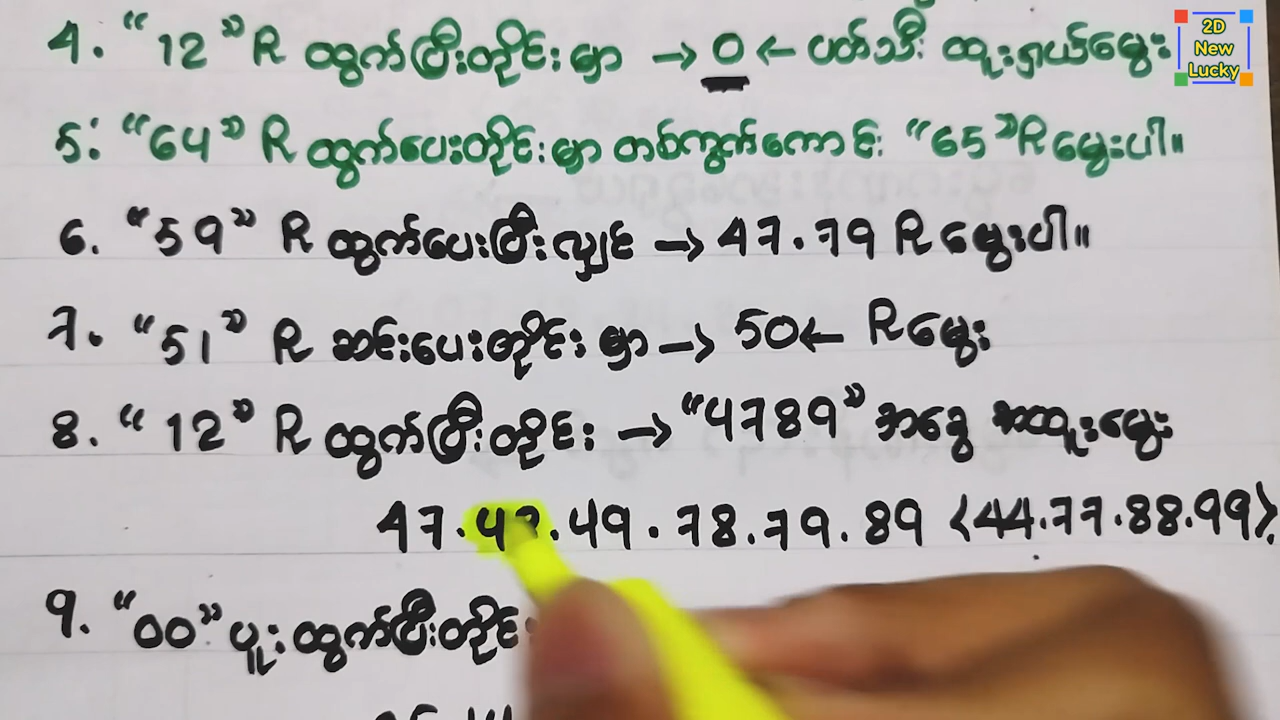 4. "12" R ထွက်ပြီးတိုင်း မှာ → 0 ← ပတ်သီး ထူးရှယ်မွေး
2D
New
Lucky
5: "64" R ထွက်ပေးတိုင်း မှာ တစ်ကွက်ကောင်း "65" R မွေးပါ။
6. "59" R ထွက်ပေးပြီးလျှင် → 47.79 R မွေးပါ။
7. "51" R ဆင်းပေးတိုင်း မှာ → 50 ← R မွေး
8. "12" R ထွက်ပြီးတိုင်း → "4789" အခွေ အထူးမွေး
47.48.49.78.79.89 (44.77.88.99).
9. "00" ပူးထွက်ပြီးတိုင်း